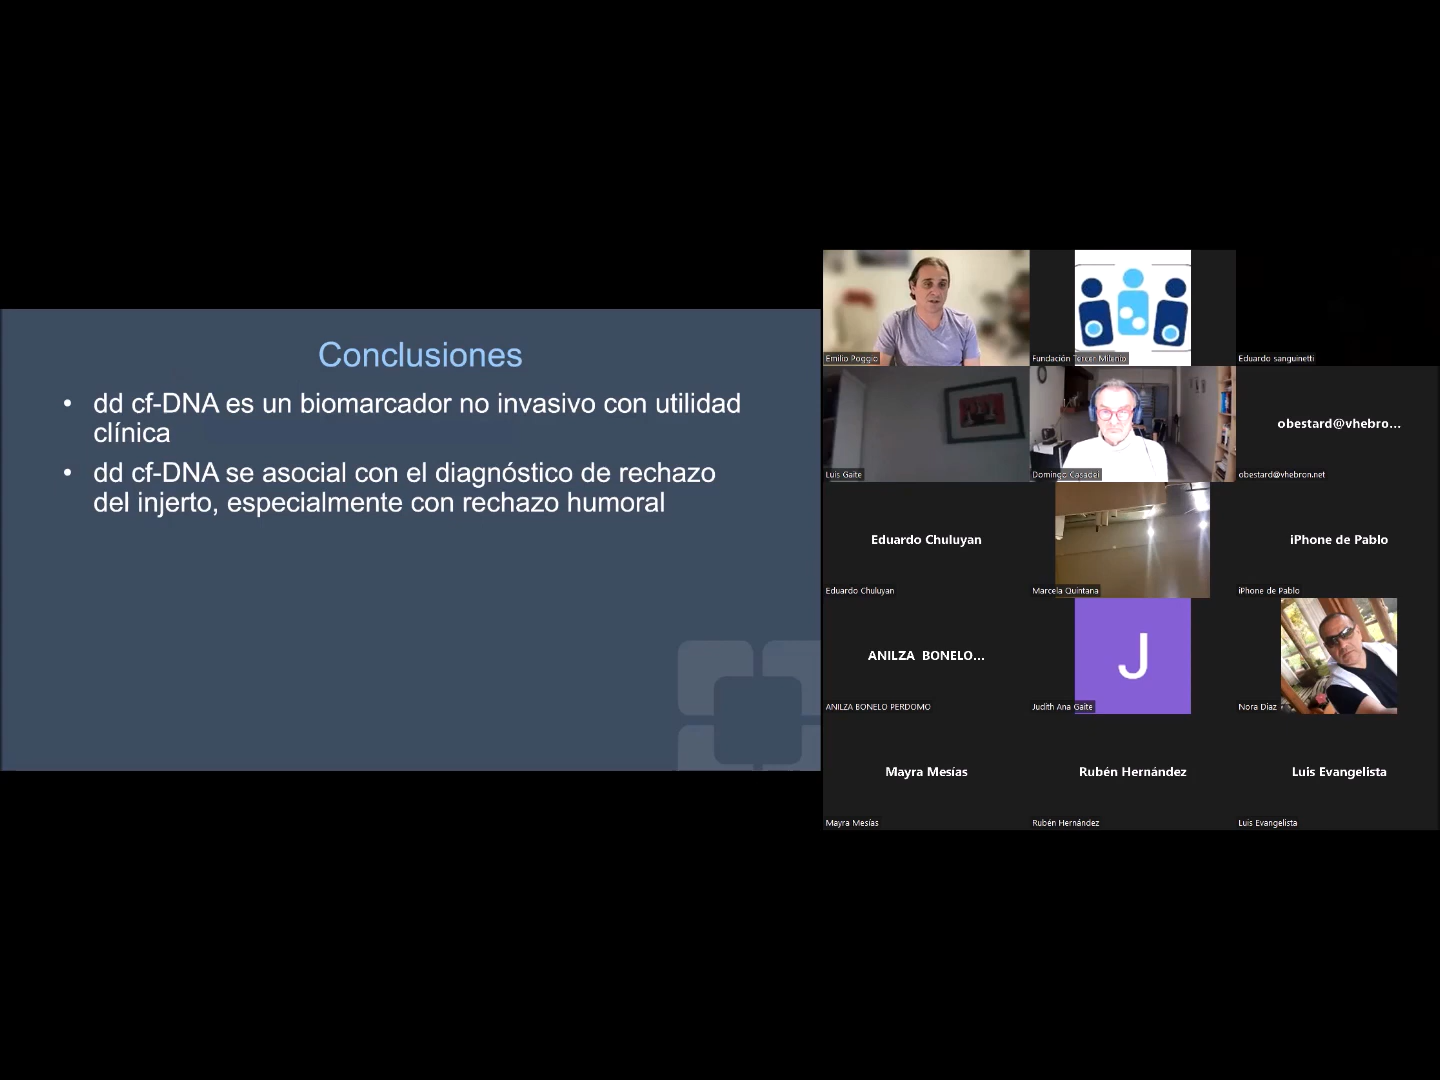 Conclusiones
• dd cf-DNA es un biomarcador no invasivo con utilidad
clínica
• dd cf-DNA se asocial con el diagnóstico de rechazo
del injerto, especialmente con rechazo humoral
Emilio Poggio
Fundación Tercer Milenio
Eduardo sanguinetti
Luis Gaite
Domingo Casadei
obestard@vhebro...
obestard@vhebron.net
Eduardo Chuluyan
Eduardo Chuluyan
Marcela Quintana
iPhone de Pablo
iPhone de Pablo
ANILZA BONELO...
ANILZA BONELO PERDOMO
J
Judith Ana Gaite
Nora Diaz
Mayra Mesías
Mayra Mesías
Rubén Hernández
Rubén Hernández
Luis Evangelista
Luis Evangelista